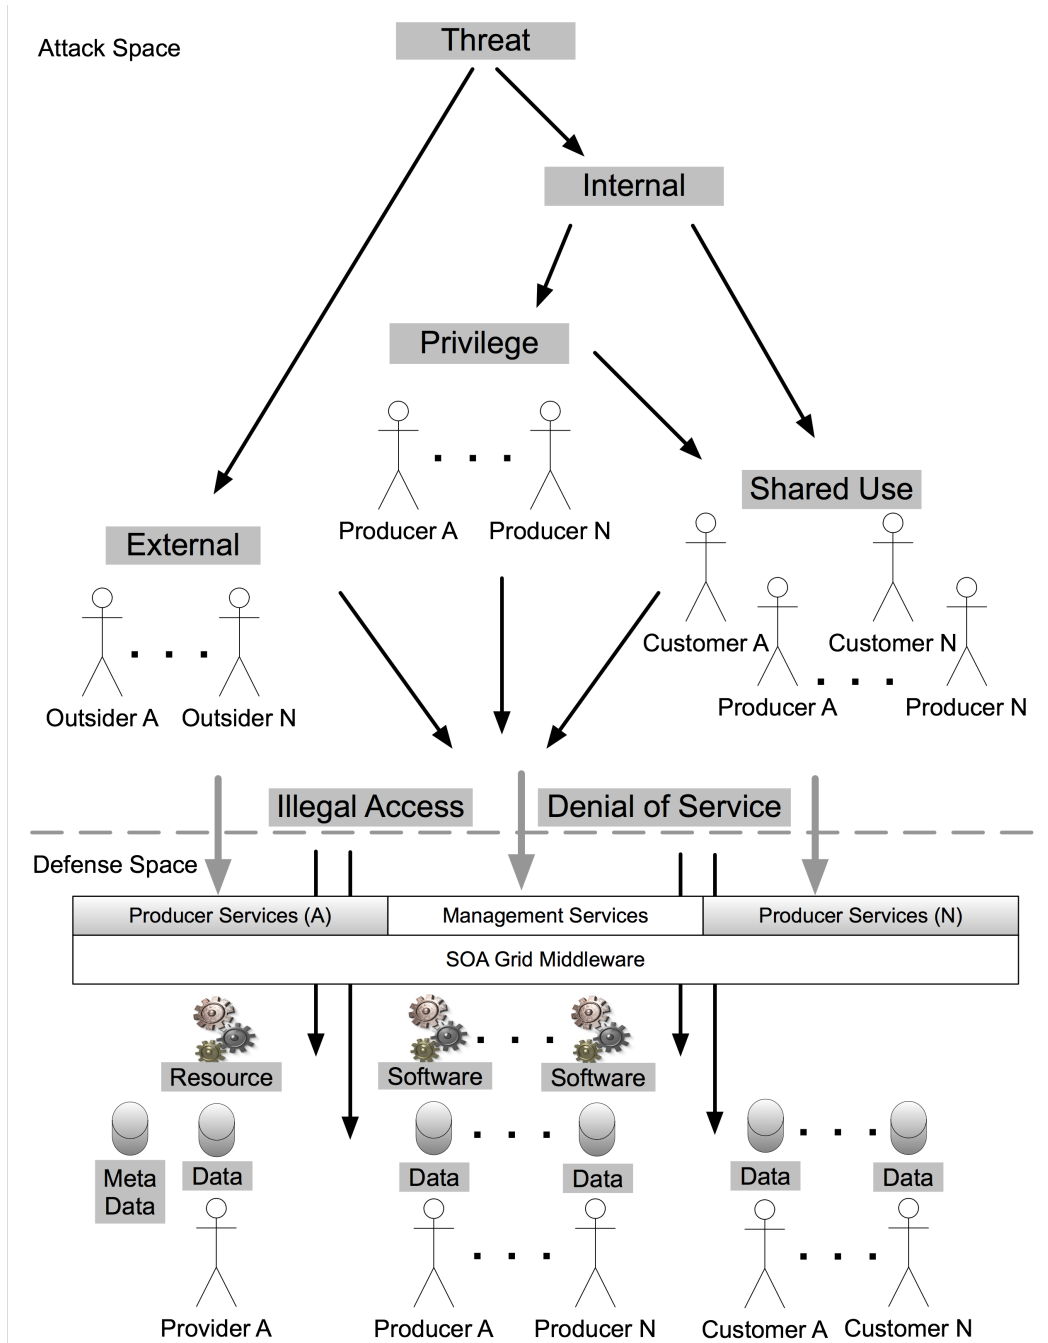 Attack Space
Threat
Internal
Privilege
Producer A
Producer N
Shared Use
External
Customer A
Customer N
Outsider A
Outsider N
Producer A
Producer N
Illegal Access
Denial of Service
Defense Space
Producer Services (A)
Management Services
Producer Services (N)
SOA Grid Middleware
Resource
Software
Software
Meta
Data
Data
Data
Data
Data
Data
Provider A
Producer A
Producer N
Customer A
Customer N